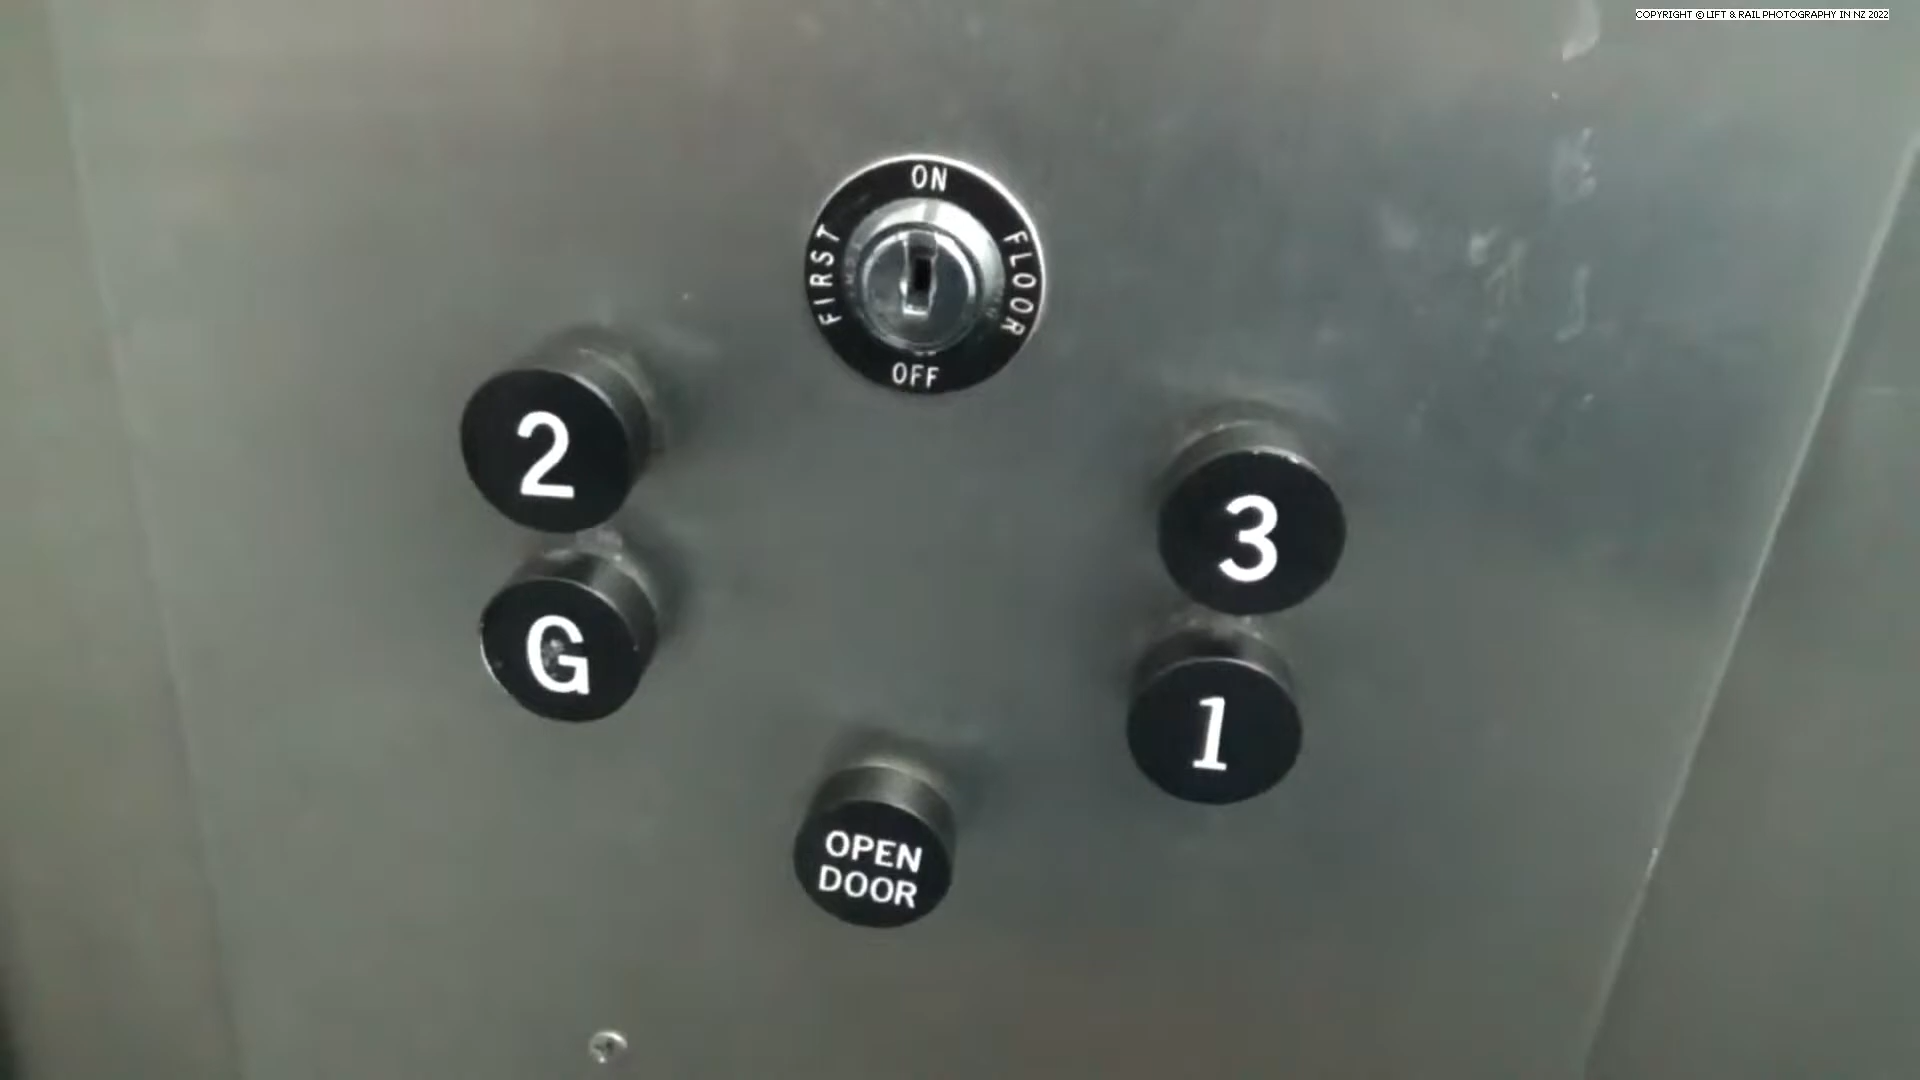 COPYRIGHT © LIFT & RAIL PHOTOGRAPHY IN NZ 2022
ON
FIRST
FLOOR
OFF
2
3
G
1
OPEN
DOOR